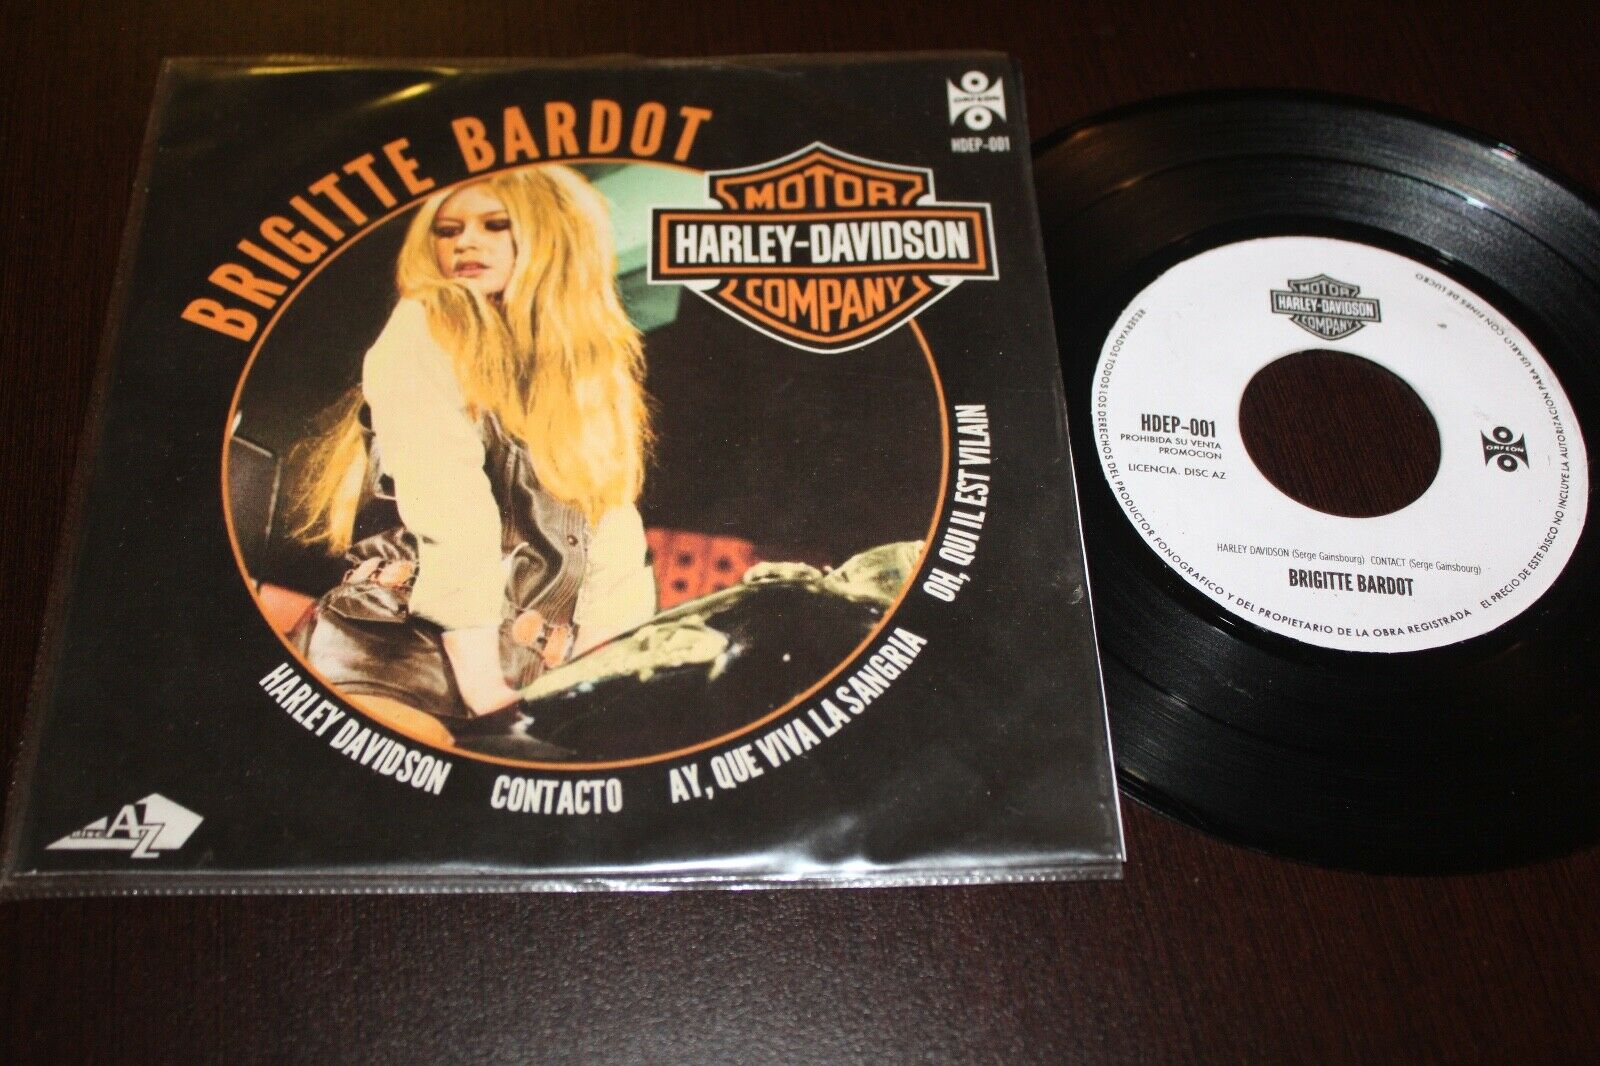 BRIGITTE BARDOT
ORFEON
HDEP-001
MOTOR
HARLEY-DAVIDSON
COMPANY
HARLEY DAVIDSON
CONTACTO
AY, QUE VIVA LA SANGRIA
OH, QUI IL EST VILAIN
disc AZ
MOTOR
HARLEY-DAVIDSON
COMPANY
HDEP-001
PROHIBIDA SU VENTA
PROMOCION
LICENCIA. DISC AZ
ORFEON
HARLEY DAVIDSON (Serge Gainsbourg) CONTACT (Serge Gainsbourg)
BRIGITTE BARDOT
RESERVADOS TODOS LOS DERECHOS DEL PRODUCTOR FONOGRAFICO Y DEL PROPIETARIO DE LA OBRA REGISTRADA EL PRECIO DE ESTE DISCO NO INCLUYE LA AUTORIZACION PARA USARLO CON FINES DE LUCRO